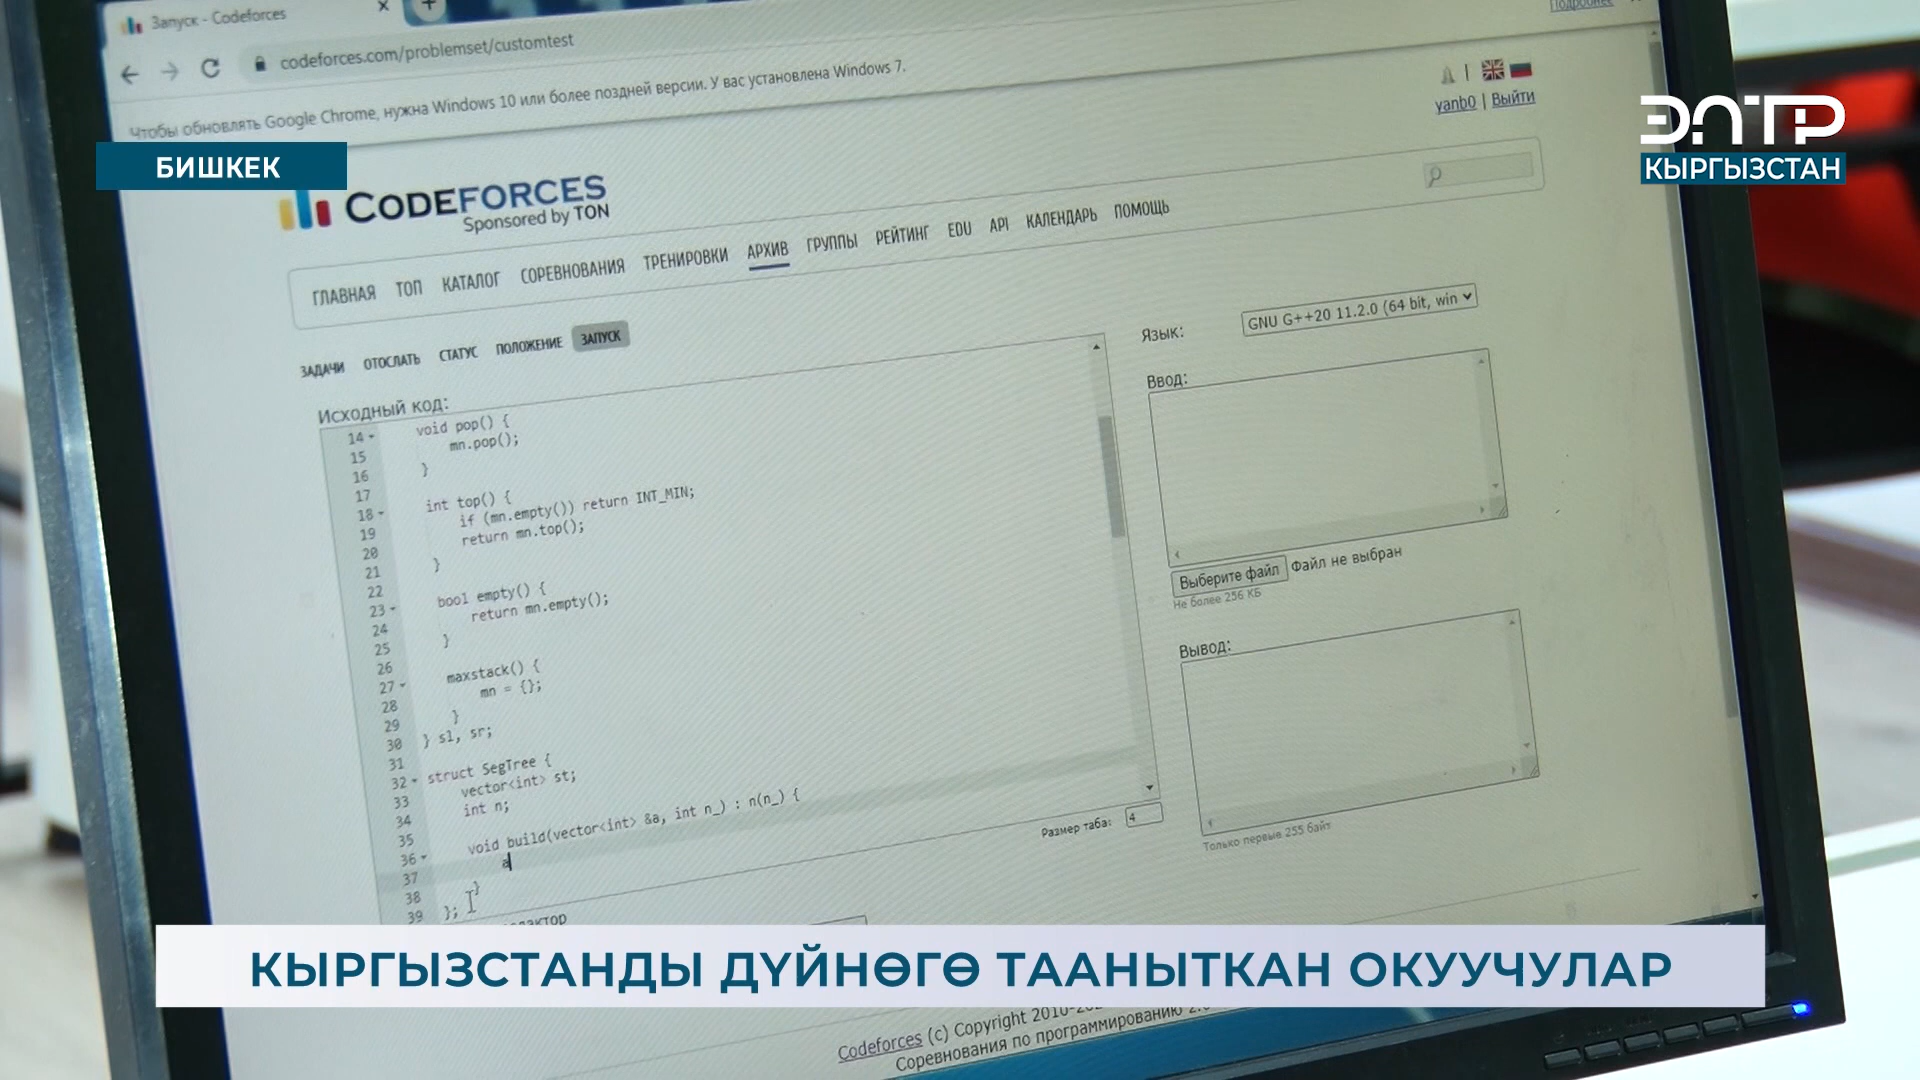 Запуск - Codeforces
codeforces.com/problemset/customtest
Подробнее
Чтобы обновлять Google Chrome, нужна Windows 10 или более поздней версии. У вас установлена Windows 7.
yanb0 | Выйти
БИШКЕК
ЭЛТР
КЫРГЫЗСТАН
CODEFORCES
Sponsored by TON
ГЛАВНАЯ ТОП КАТАЛОГ СОРЕВНОВАНИЯ ТРЕНИРОВКИ АРХИВ ГРУППЫ РЕЙТИНГ EDU API КАЛЕНДАРЬ ПОМОЩЬ
ЗАДАЧИ ОТОСЛАТЬ СТАТУС ПОЛОЖЕНИЕ ЗАПУСК
Исходный код:
14 void pop() {
15 mn.pop();
16 }
17
18 int top() {
19 if (mn.empty()) return INT_MIN;
20 return mn.top();
21 }
22
23 bool empty() {
24 return mn.empty();
25 }
26
27 maxstack() {
28 mn = {};
29 }
30 } sl, sr;
31
32 struct SegTree {
33 vector<int> st;
34 int n;
35
36 void build(vector<int> &a, int n_) : n(n_) {
37 a
38 }
39 };
Размер таба: 4
Язык: GNU G++20 11.2.0 (64 bit, win
Ввод:
Выберите файл Файл не выбран
Не более 256 КБ
Вывод:
Только первые 255 байт
КЫРГЫЗСТАНДЫ ДҮЙНӨГӨ ТААНЫТКАН ОКУУЧУЛАР
Codeforces (c) Copyright 2010-
Соревнования по программированию 2.